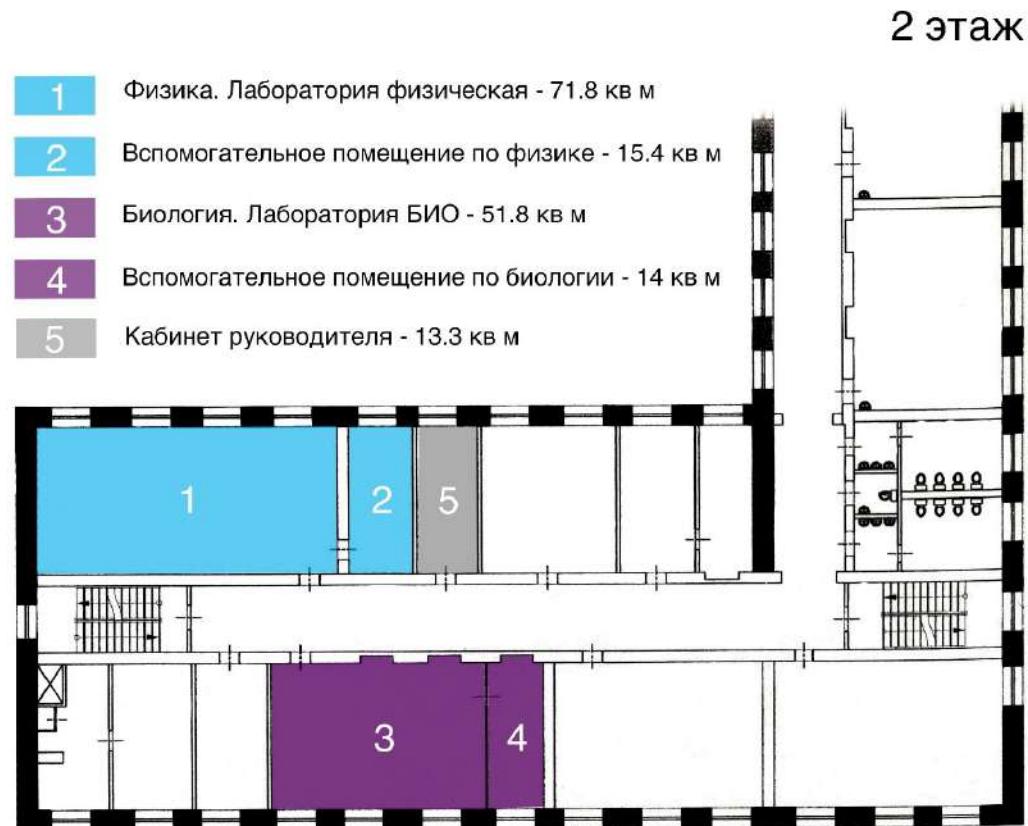 2 этаж
1 Физика. Лаборатория физическая - 71.8 кв м
2 Вспомогательное помещение по физике - 15.4 кв м
3 Биология. Лаборатория БИО - 51.8 кв м
4 Вспомогательное помещение по биологии - 14 кв м
5 Кабинет руководителя - 13.3 кв м
1
2
5
3
4